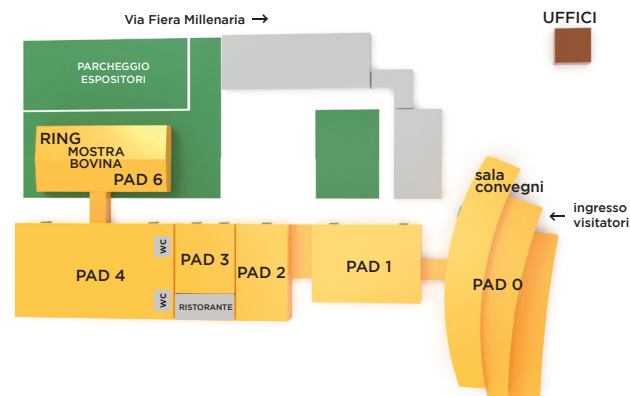 Via Fiera Millenaria →
UFFICI
PARCHEGGIO
ESPOSITORI
RING
MOSTRA
BOVINA
PAD 6
sala
convegni
← ingresso
visitatori
WC
PAD 4
PAD 3
PAD 2
PAD 1
PAD 0
WC
RISTORANTE